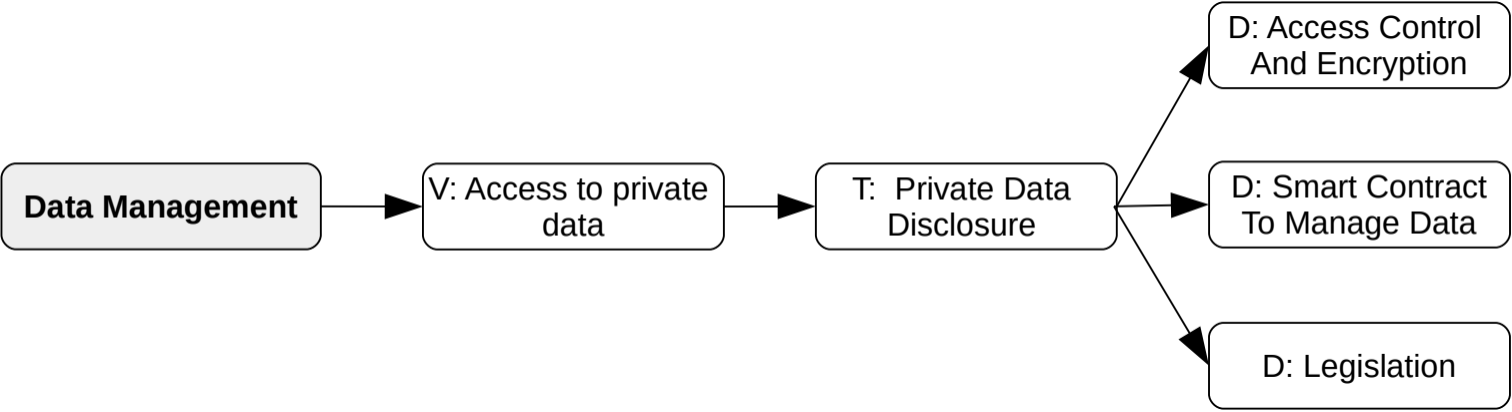 Data Management
V: Access to private
data
T:  Private Data
Disclosure
D: Access Control
And Encryption
D: Smart Contract
To Manage Data
D: Legislation